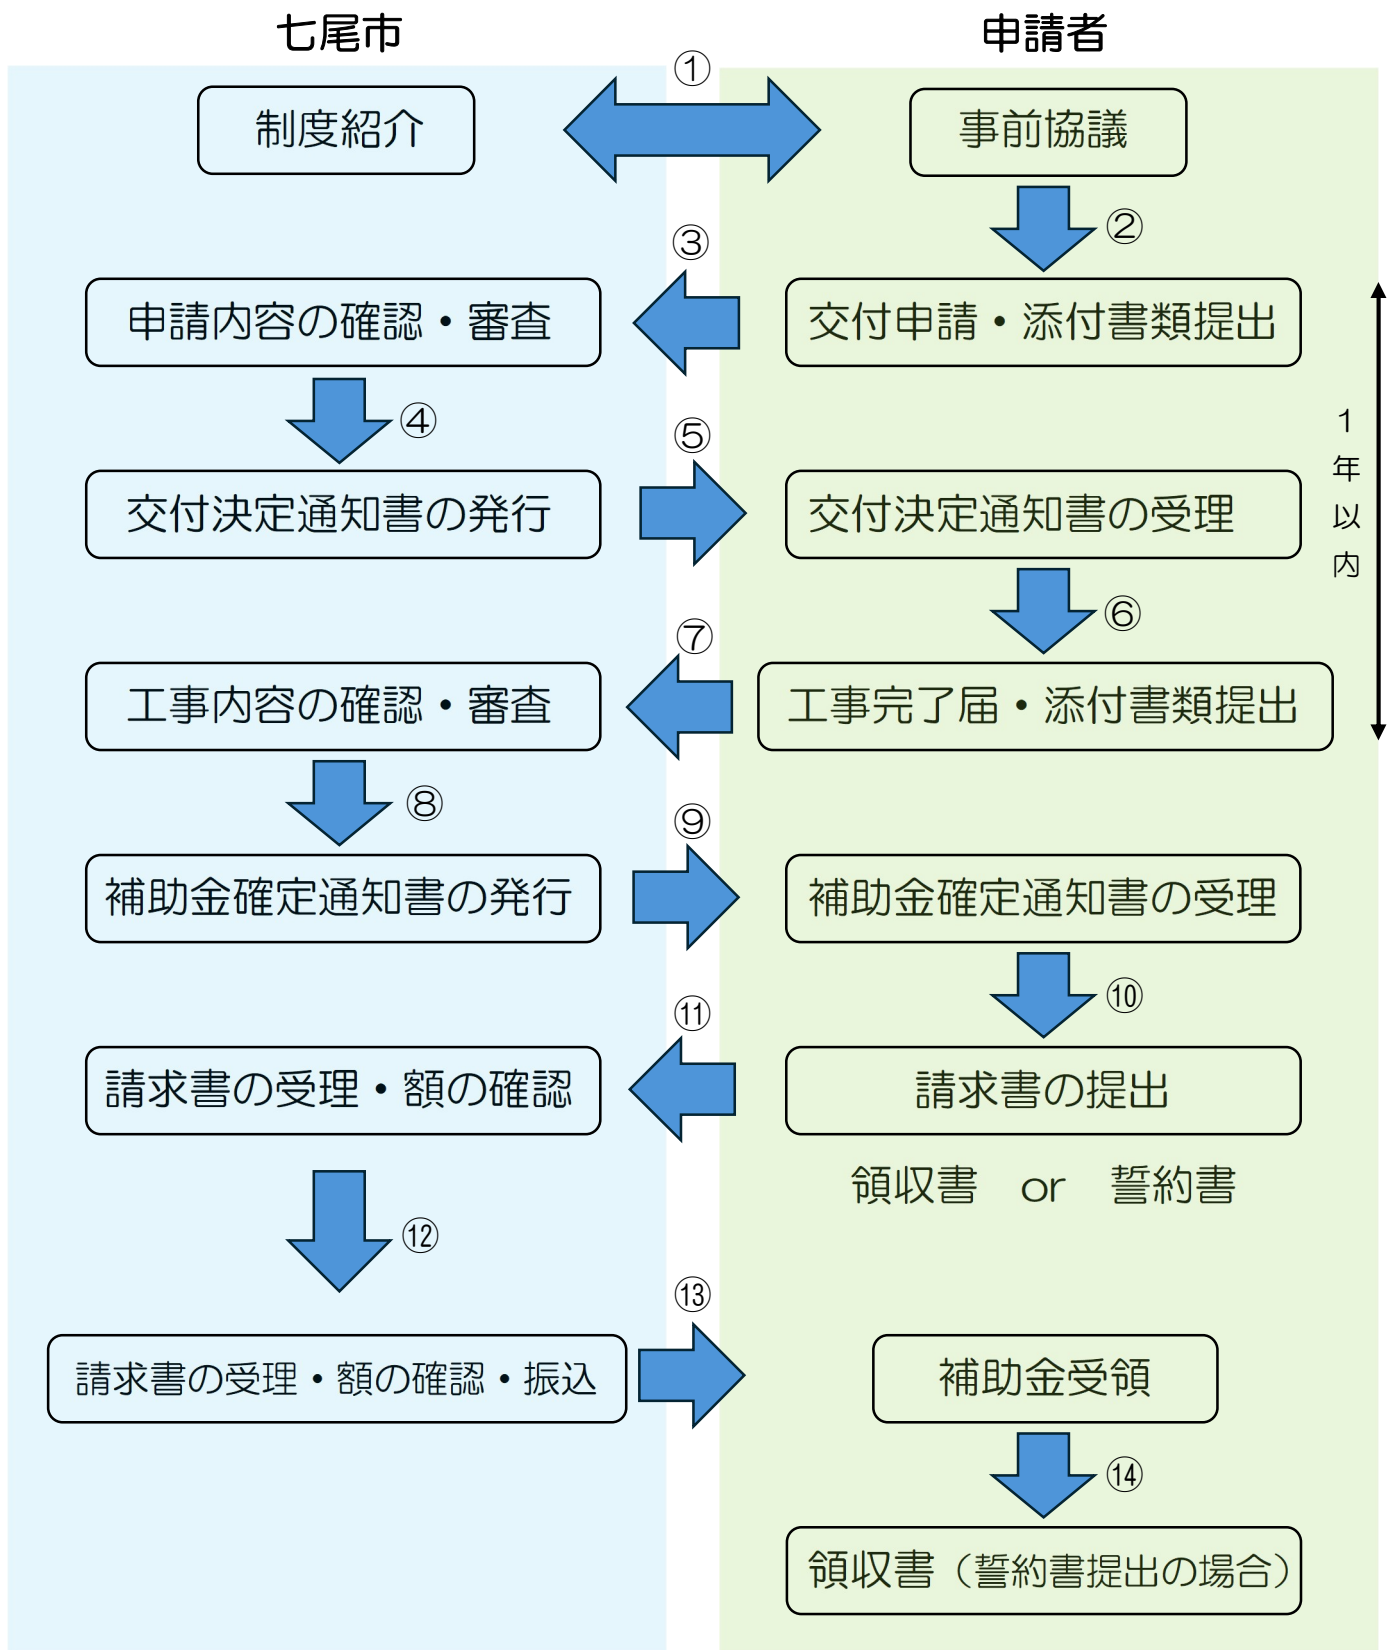 七尾市
申請者
①
制度紹介
事前協議
②
③
申請内容の確認・審査
交付申請・添付書類提出
1年以内
④
⑤
交付決定通知書の発行
交付決定通知書の受理
⑥
⑦
工事内容の確認・審査
工事完了届・添付書類提出
⑧
⑨
補助金確定通知書の発行
補助金確定通知書の受理
⑩
⑪
請求書の受理・額の確認
請求書の提出
領収書　or　誓約書
⑫
⑬
請求書の受理・額の確認・振込
補助金受領
⑭
領収書（誓約書提出の場合）